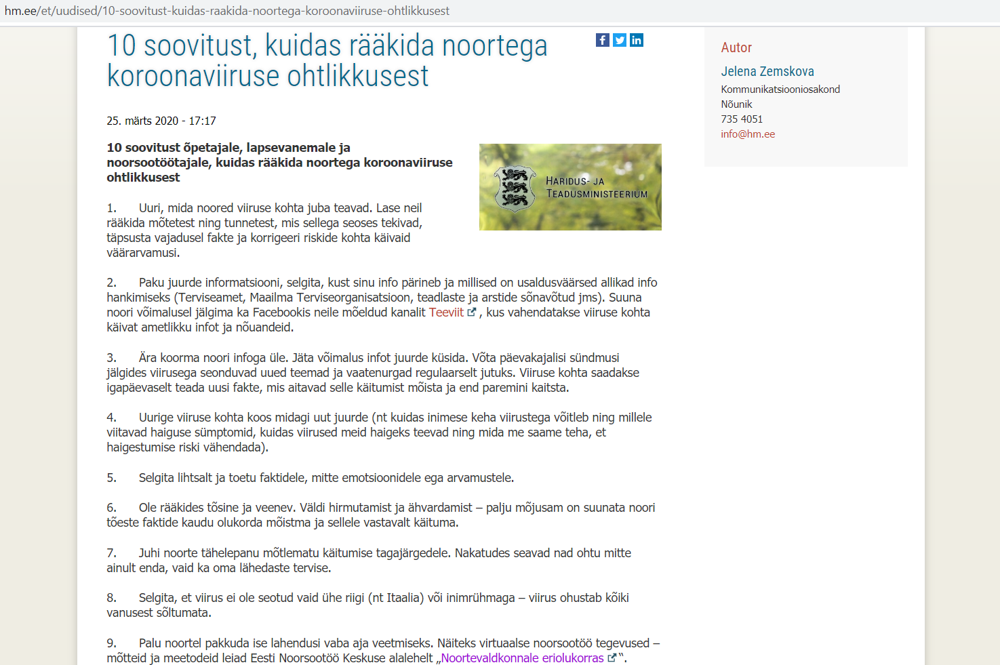 hm.ee/et/uudised/10-soovitust-kuidas-raakida-noortega-koroonaviiruse-ohtlikkusest
10 soovitust, kuidas rääkida noortega
koroonaviiruse ohtlikkusest
25. märts 2020 - 17:17
10 soovitust õpetajale, lapsevanemale ja
noorsootöötajale, kuidas rääkida noortega koroonaviiruse
ohtlikkusest
HARIDUS- JA
TEADUSMINISTEERIUM
1. Uuri, mida noored viiruse kohta juba teavad. Lase neil
rääkida mõtetest ning tunnetest, mis sellega seoses tekivad,
täpsusta vajadusel fakte ja korrigeeri riskide kohta käivaid
väärarvamusi.
2. Paku juurde informatsiooni, selgita, kust sinu info pärineb ja millised on usaldusväärsed allikad info
hankimiseks (Terviseamet, Maailma Terviseorganisatsioon, teadlaste ja arstide sõnavõtud jms). Suuna
noori võimalusel jälgima ka Facebookis neile mõeldud kanalit Teeviit , kus vahendatakse viiruse kohta
käivat ametlikku infot ja nõuandeid.
3. Ära koorma noori infoga üle. Jäta võimalus infot juurde küsida. Võta päevakajalisi sündmusi
jälgides viirusega seonduvad uued teemad ja vaatenurgad regulaarselt jutuks. Viiruse kohta saadakse
igapäevaselt teada uusi fakte, mis aitavad selle käitumist mõista ja end paremini kaitsta.
4. Uurige viiruse kohta koos midagi uut juurde (nt kuidas inimese keha viirustega võitleb ning millele
viitavad haiguse sümptomid, kuidas viirused meid haigeks teevad ning mida me saame teha, et
haigestumise riski vähendada).
5. Selgita lihtsalt ja toetu faktidele, mitte emotsioonidele ega arvamustele.
6. Ole rääkides tõsine ja veenev. Väldi hirmutamist ja ähvardamist – palju mõjusam on suunata noori
tõeste faktide kaudu olukorda mõistma ja sellele vastavalt käituma.
7. Juhi noorte tähelepanu mõtlematu käitumise tagajärgedele. Nakatudes seavad nad ohtu mitte
ainult enda, vaid ka oma lähedaste tervise.
8. Selgita, et viirus ei ole seotud vaid ühe riigi (nt Itaalia) või inimrühmaga – viirus ohustab kõiki
vanusest sõltumata.
9. Palu noortel pakkuda ise lahendusi vaba aja veetmiseks. Näiteks virtuaalse noorsootöö tegevused –
mõtteid ja meetodeid leiad Eesti Noorsootöö Keskuse alalehelt „Noortevaldkonnale eriolukorras “.
Autor
Jelena Zemskova
Kommunikatsiooniosakond
Nõunik
735 4051
info@hm.ee